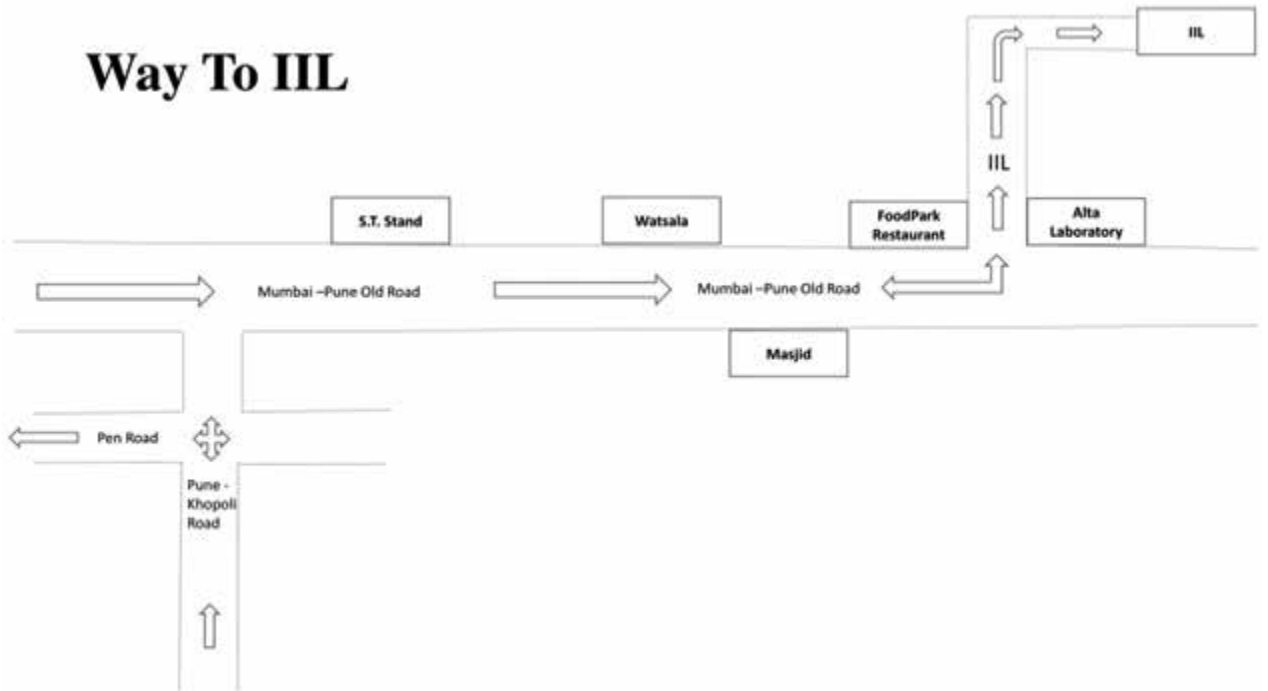 Way To IIL
IIL
IIL
S.T. Stand
Watsala
FoodPark
Restaurant
Alta
Laboratory
Mumbai –Pune Old Road
Mumbai –Pune Old Road
Masjid
Pen Road
Pune -
Khopoli
Road